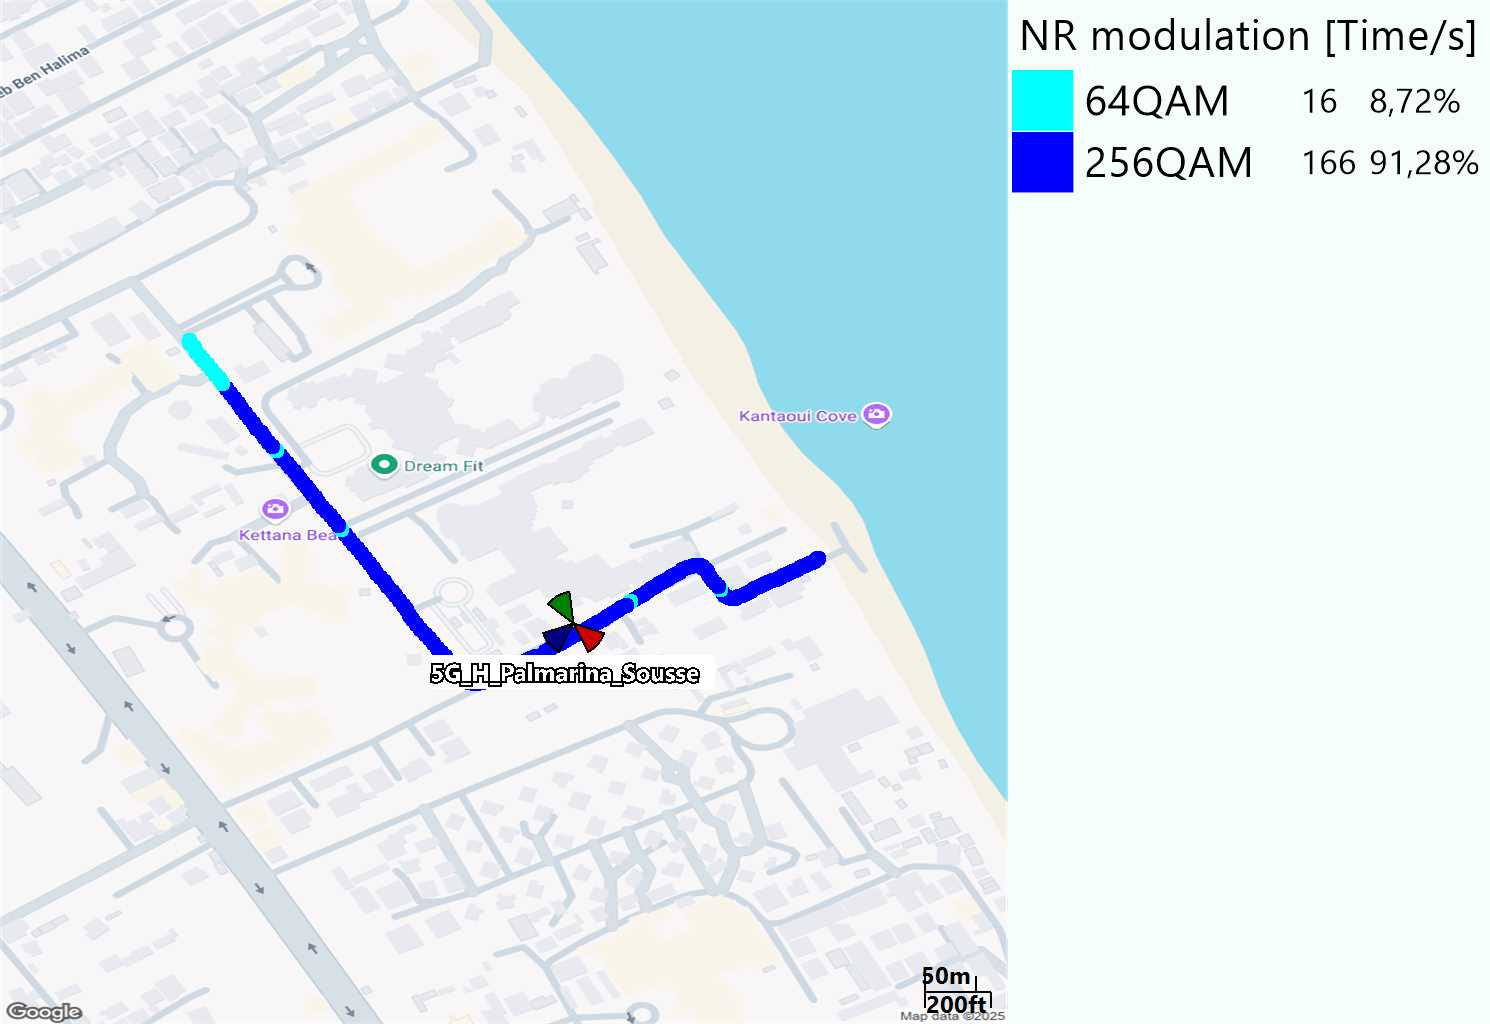 NR modulation [Time/s]
64QAM 16 8,72%
256QAM 166 91,28%
eb Ben Halima
Kantaoui Cove
Dream Fit
Kettana Bea
5G_H_Palmarina_Sousse
50m
200ft
Google
Map data ©2025